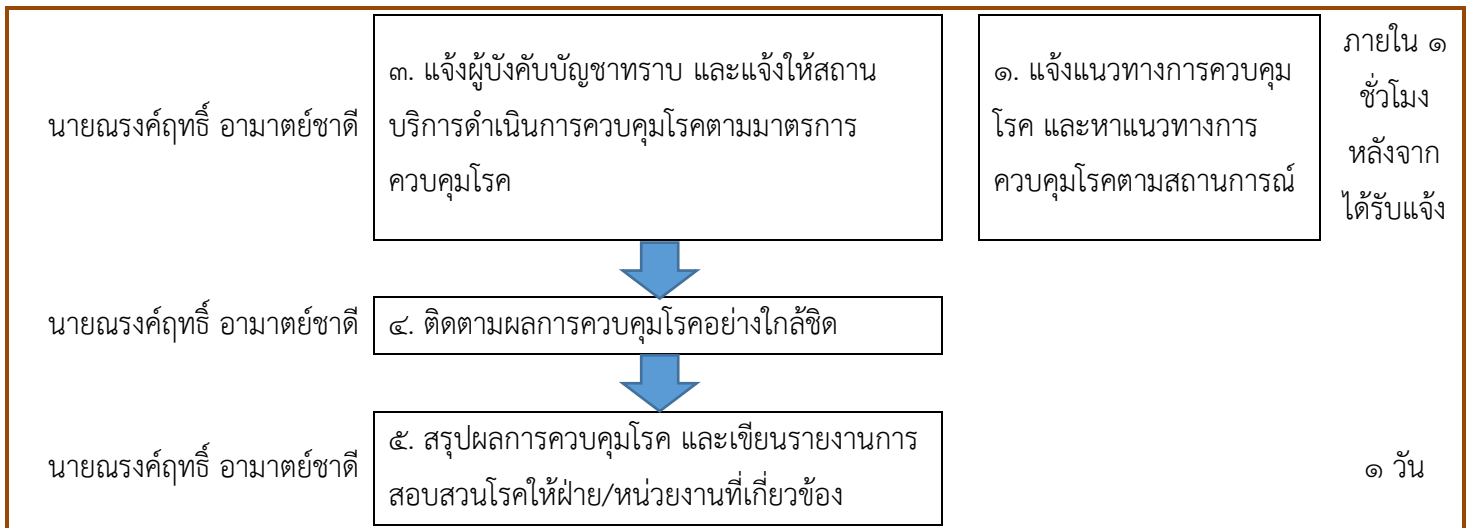 นายณรงค์ฤทธิ์ อามาตย์ชาดี
๓. แจ้งผู้บังคับบัญชาทราบ และแจ้งให้สถาน
บริการดำเนินการควบคุมโรคตามมาตรการ
ควบคุมโรค
๑. แจ้งแนวทางการควบคุม
โรค และหาแนวทางการ
ควบคุมโรคตามสถานการณ์
ภายใน ๑
ชั่วโมง
หลังจาก
ได้รับแจ้ง
นายณรงค์ฤทธิ์ อามาตย์ชาดี
๔. ติดตามผลการควบคุมโรคอย่างใกล้ชิด
นายณรงค์ฤทธิ์ อามาตย์ชาดี
๕. สรุปผลการควบคุมโรค และเขียนรายงานการ
สอบสวนโรคให้ฝ่าย/หน่วยงานที่เกี่ยวข้อง
๑ วัน